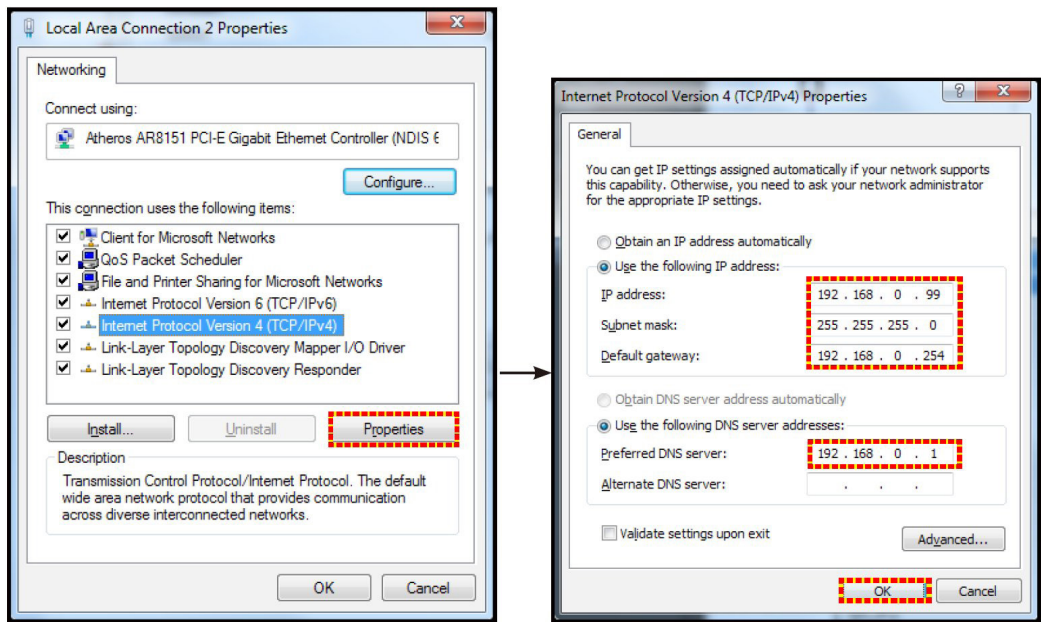 Local Area Connection 2 Properties
Networking
Connect using:
Atheros AR8151 PCI-E Gigabit Ethernet Controller (NDIS 6
Configure...
This connection uses the following items:
Client for Microsoft Networks
QoS Packet Scheduler
File and Printer Sharing for Microsoft Networks
Internet Protocol Version 6 (TCP/IPv6)
Internet Protocol Version 4 (TCP/IPv4)
Link-Layer Topology Discovery Mapper I/O Driver
Link-Layer Topology Discovery Responder
Install... Uninstall Properties
Description
Transmission Control Protocol/Internet Protocol. The default
wide area network protocol that provides communication
across diverse interconnected networks.
OK Cancel
Internet Protocol Version 4 (TCP/IPv4) Properties
General
You can get IP settings assigned automatically if your network supports
this capability. Otherwise, you need to ask your network administrator
for the appropriate IP settings.
Obtain an IP address automatically
Use the following IP address:
IP address: 192 . 168 . 0 . 99
Subnet mask: 255 . 255 . 255 . 0
Default gateway: 192 . 168 . 0 . 254
Obtain DNS server address automatically
Use the following DNS server addresses:
Preferred DNS server: 192 . 168 . 0 . 1
Alternate DNS server: . . .
Validate settings upon exit
Advanced...
OK Cancel